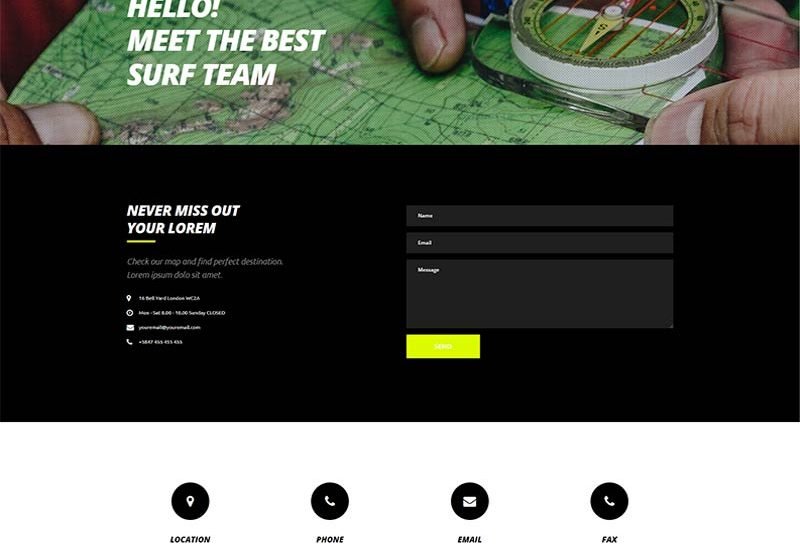 HELLO!
MEET THE BEST
SURF TEAM
NEVER MISS OUT
YOUR LOREM
Check our map and find perfect destination.
Lorem ipsum dolo sit amet.
16 Bell Yard London WC2A
Mon - Sat 8.00 - 18.00 Sunday CLOSED
youremail@youremail.com
+5847 455 455 455
Name
Email
Message
SEND
LOCATION
PHONE
EMAIL
FAX